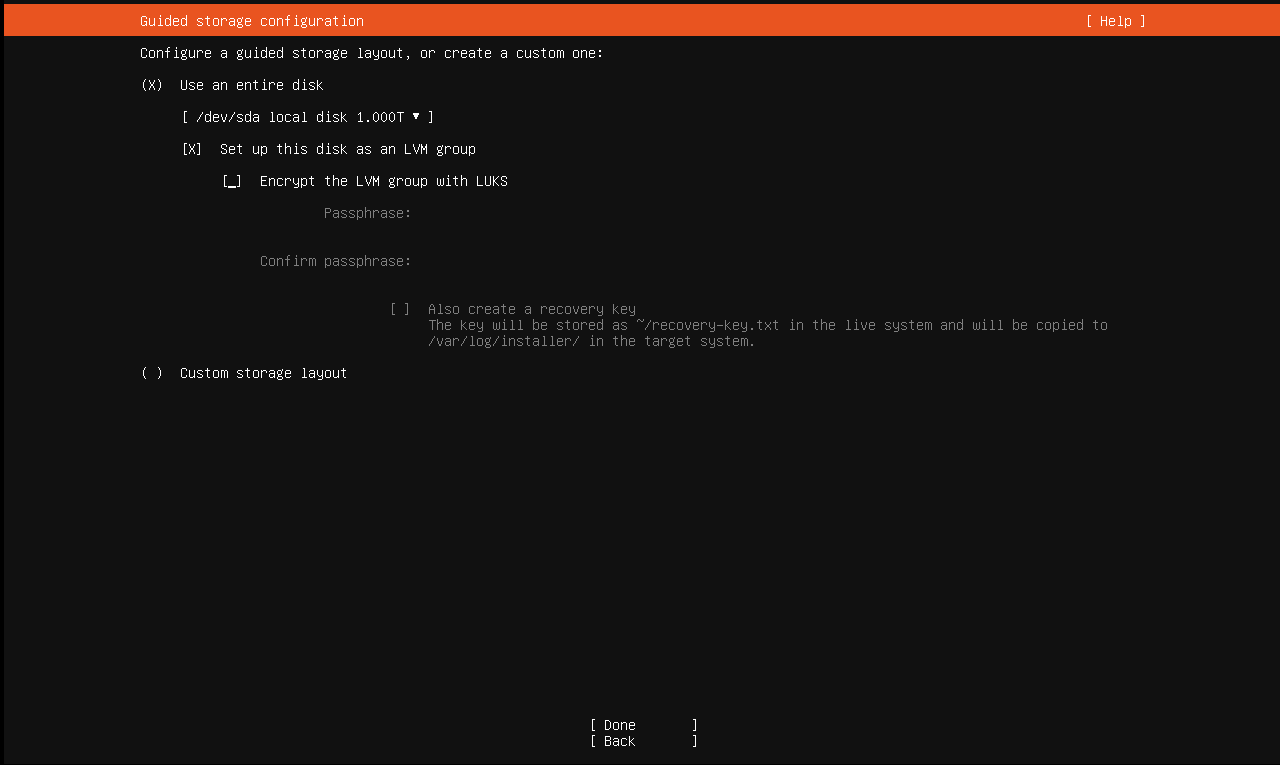 Guided storage configuration [ Help ]
Configure a guided storage layout, or create a custom one:
(X) Use an entire disk
[ /dev/sda local disk 1.000T ▾ ]
[X] Set up this disk as an LVM group
[_] Encrypt the LVM group with LUKS
Passphrase:
Confirm passphrase:
[ ] Also create a recovery key
The key will be stored as ~/recovery-key.txt in the live system and will be copied to
/var/log/installer/ in the target system.
( ) Custom storage layout
[ Done ]
[ Back ]